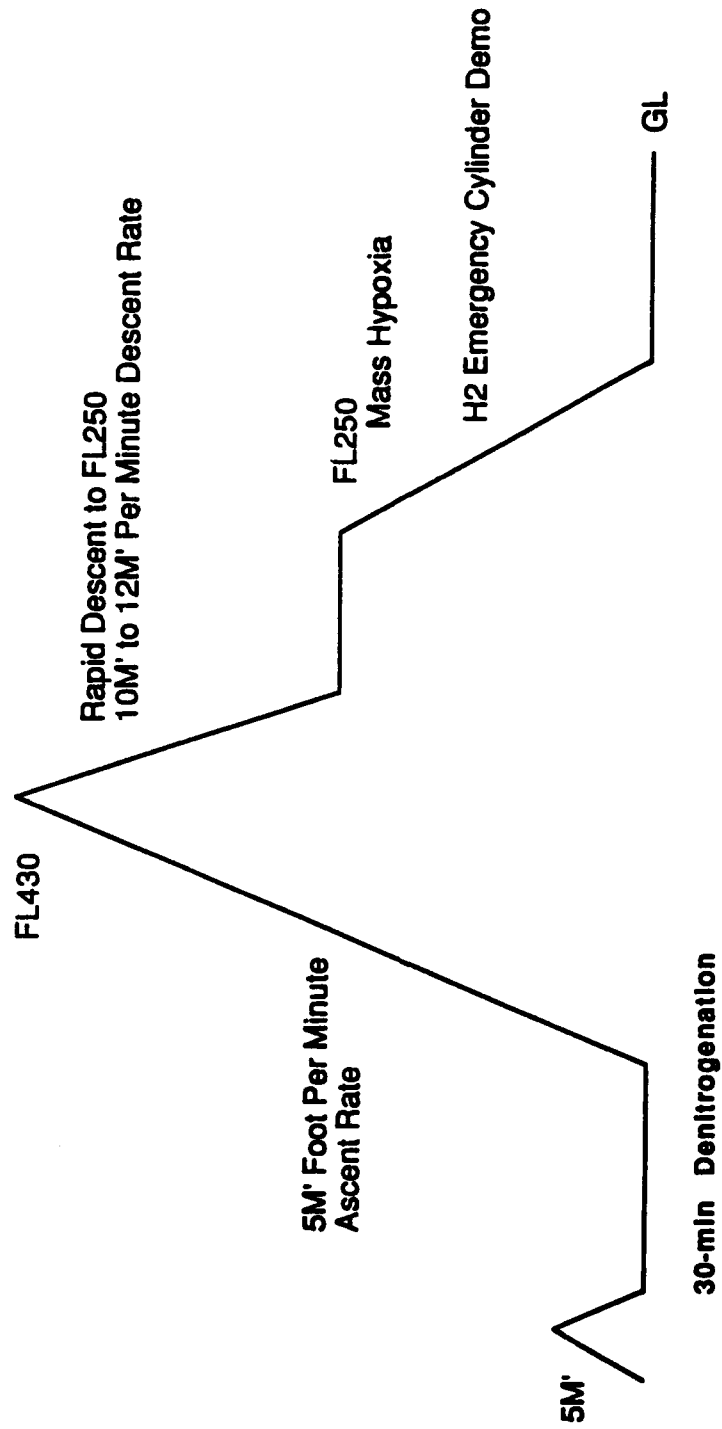 5M'
30-min Denitrogenation
5M' Foot Per Minute
Ascent Rate
FL430
Rapid Descent to FL250
10M' to 12M' Per Minute Descent Rate
FL250
Mass Hypoxia
H2 Emergency Cylinder Demo
GL